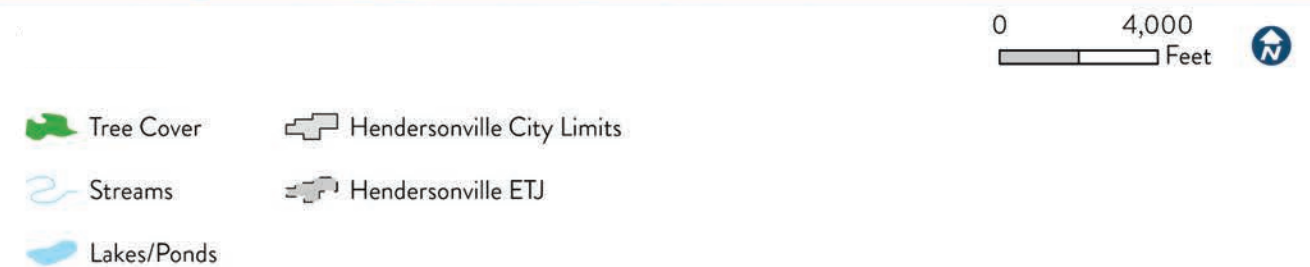 0 4,000
Feet
N
Tree Cover
Hendersonville City Limits
Streams
Hendersonville ETJ
Lakes/Ponds